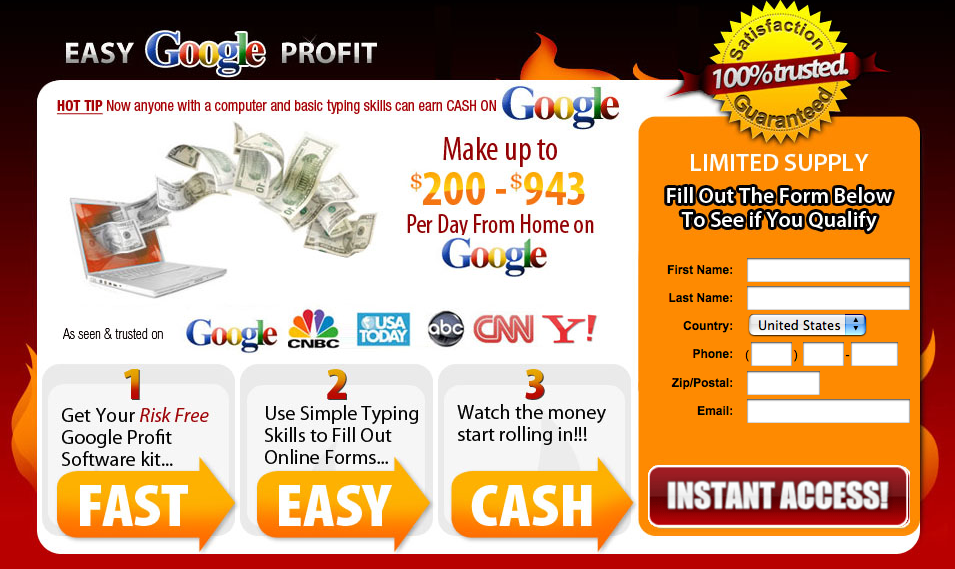 EASY Google PROFIT
Satisfaction
100% trusted.
Guaranteed
HOT TIP Now anyone with a computer and basic typing skills can earn CASH ON Google
Make up to
$200 - $943
Per Day From Home on
Google
As seen & trusted on Google CNBC USA TODAY abc CNN Y!
1
Get Your Risk Free
Google Profit
Software kit...
FAST
2
Use Simple Typing
Skills to Fill Out
Online Forms...
EASY
3
Watch the money
start rolling in!!!
CASH
LIMITED SUPPLY
Fill Out The Form Below
To See if You Qualify
First Name:
Last Name:
Country: United States
Phone: ( ) -
Zip/Postal:
Email:
INSTANT ACCESS!